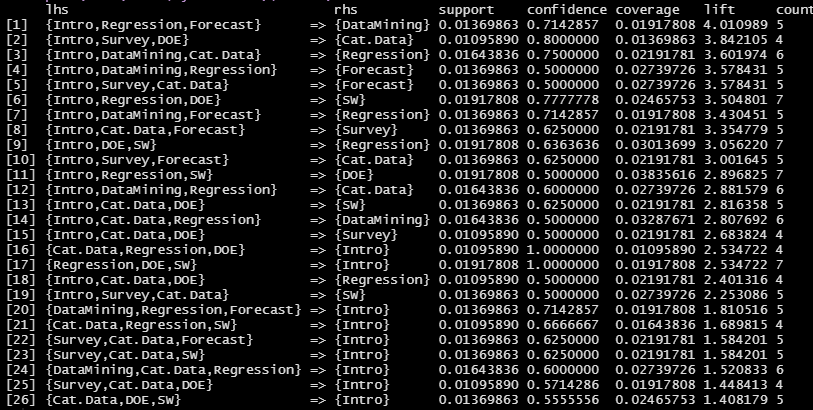 lhs rhs support confidence coverage lift count
[1] {Intro,Regression,Forecast} => {DataMining} 0.01369863 0.7142857 0.01917808 4.010989 5
[2] {Intro,Survey,DOE} => {Cat.Data} 0.01095890 0.8000000 0.01369863 3.842105 4
[3] {Intro,DataMining,Cat.Data} => {Regression} 0.01643836 0.7500000 0.02191781 3.601974 6
[4] {Intro,DataMining,Regression} => {Forecast} 0.01369863 0.5000000 0.02739726 3.578431 5
[5] {Intro,Survey,Cat.Data} => {Forecast} 0.01369863 0.5000000 0.02739726 3.578431 5
[6] {Intro,Regression,DOE} => {SW} 0.01917808 0.7777778 0.02465753 3.504801 7
[7] {Intro,DataMining,Forecast} => {Regression} 0.01369863 0.7142857 0.01917808 3.430451 5
[8] {Intro,Cat.Data,Forecast} => {Survey} 0.01369863 0.6250000 0.02191781 3.354779 5
[9] {Intro,DOE,SW} => {Regression} 0.01917808 0.6363636 0.03013699 3.056220 7
[10] {Intro,Survey,Forecast} => {Cat.Data} 0.01369863 0.6250000 0.02191781 3.001645 5
[11] {Intro,Regression,SW} => {DOE} 0.01917808 0.5000000 0.03835616 2.896825 7
[12] {Intro,DataMining,Regression} => {Cat.Data} 0.01643836 0.6000000 0.02739726 2.881579 6
[13] {Intro,Cat.Data,DOE} => {SW} 0.01369863 0.6250000 0.02191781 2.816358 5
[14] {Intro,Cat.Data,Regression} => {DataMining} 0.01643836 0.5000000 0.03287671 2.807692 6
[15] {Intro,Cat.Data,DOE} => {Survey} 0.01095890 0.5000000 0.02191781 2.683824 4
[16] {Cat.Data,Regression,DOE} => {Intro} 0.01095890 1.0000000 0.01095890 2.534722 4
[17] {Regression,DOE,SW} => {Intro} 0.01917808 1.0000000 0.01917808 2.534722 7
[18] {Intro,Cat.Data,DOE} => {Regression} 0.01095890 0.5000000 0.02191781 2.401316 4
[19] {Intro,Survey,Cat.Data} => {SW} 0.01369863 0.5000000 0.02739726 2.253086 5
[20] {DataMining,Regression,Forecast} => {Intro} 0.01369863 0.7142857 0.01917808 1.810516 5
[21] {Cat.Data,Regression,SW} => {Intro} 0.01095890 0.6666667 0.01643836 1.689815 4
[22] {Survey,Cat.Data,Forecast} => {Intro} 0.01369863 0.6250000 0.02191781 1.584201 5
[23] {Survey,Cat.Data,SW} => {Intro} 0.01369863 0.6250000 0.02191781 1.584201 5
[24] {DataMining,Cat.Data,Regression} => {Intro} 0.01643836 0.6000000 0.02739726 1.520833 6
[25] {Survey,Cat.Data,DOE} => {Intro} 0.01095890 0.5714286 0.01917808 1.448413 4
[26] {Cat.Data,DOE,SW} => {Intro} 0.01369863 0.5555556 0.02465753 1.408179 5